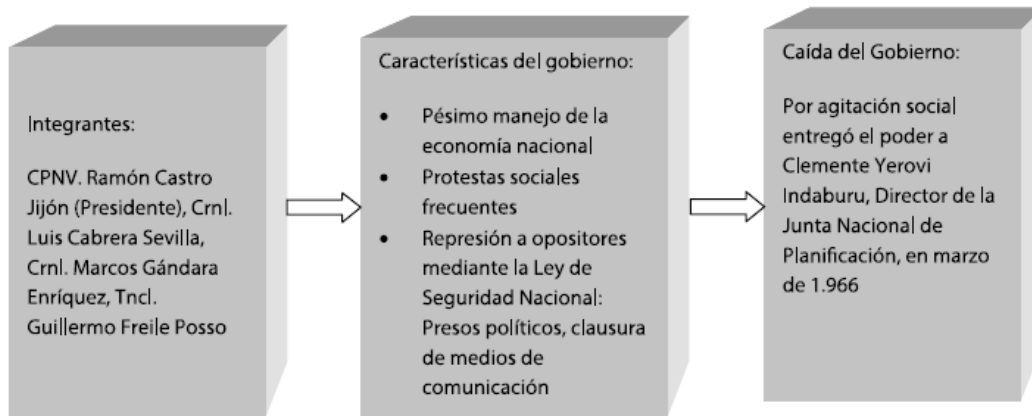 Integrantes:
CPNV. Ramón Castro
Jijón (Presidente), Crnl.
Luis Cabrera Sevilla,
Crnl. Marcos Gándara
Enríquez, Tncl.
Guillermo Freile Posso
Características del gobierno:
• Pésimo manejo de la
economía nacional
• Protestas sociales
frecuentes
• Represión a opositores
mediante la Ley de
Seguridad Nacional:
Presos políticos, clausura
de medios de
comunicación
Caída del Gobierno:
Por agitación social
entregó el poder a
Clemente Yerovi
Indaburu, Director de la
Junta Nacional de
Planificación, en marzo
de 1.966